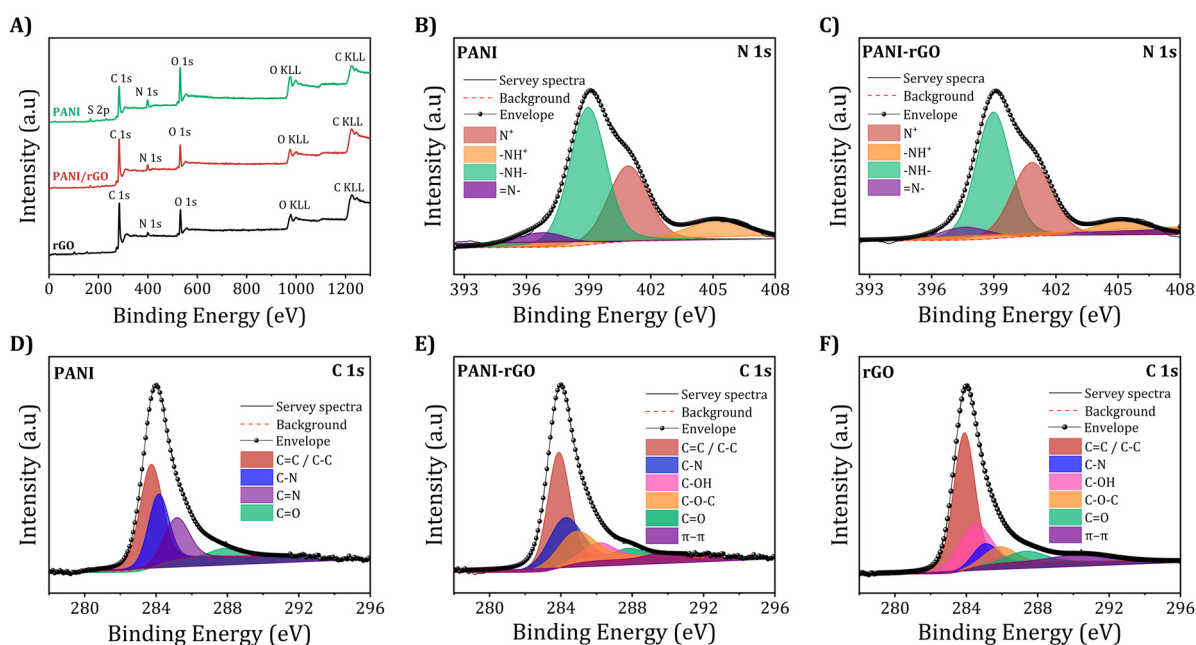 A)
Intensity (a.u)
PANI
S 2p
C 1s
N 1s
O 1s
O KLL
C KLL
PANI/rGO
C 1s
N 1s
O 1s
O KLL
C KLL
rGO
C 1s
N 1s
O 1s
O KLL
C KLL
0 200 400 600 800 1000 1200
Binding Energy (eV)
B)
PANI N 1s
Intensity (a.u)
Servey spectra
Background
Envelope
N⁺
-NH⁺
-NH-
=N-
393 396 399 402 405 408
Binding Energy (eV)
C)
PANI-rGO N 1s
Intensity (a.u)
Servey spectra
Background
Envelope
N⁺
-NH⁺
-NH-
=N-
393 396 399 402 405 408
Binding Energy (eV)
D)
PANI C 1s
Intensity (a.u)
Servey spectra
Background
Envelope
C=C / C-C
C-N
C=N
C=O
280 284 288 292 296
Binding Energy (eV)
E)
PANI-rGO C 1s
Intensity (a.u)
Servey spectra
Background
Envelope
C=C / C-C
C-N
C-OH
C-O-C
C=O
π–π
280 284 288 292 296
Binding Energy (eV)
F)
rGO C 1s
Intensity (a.u)
Servey spectra
Background
Envelope
C=C / C-C
C-N
C-OH
C-O-C
C=O
π–π
280 284 288 292 296
Binding Energy (eV)